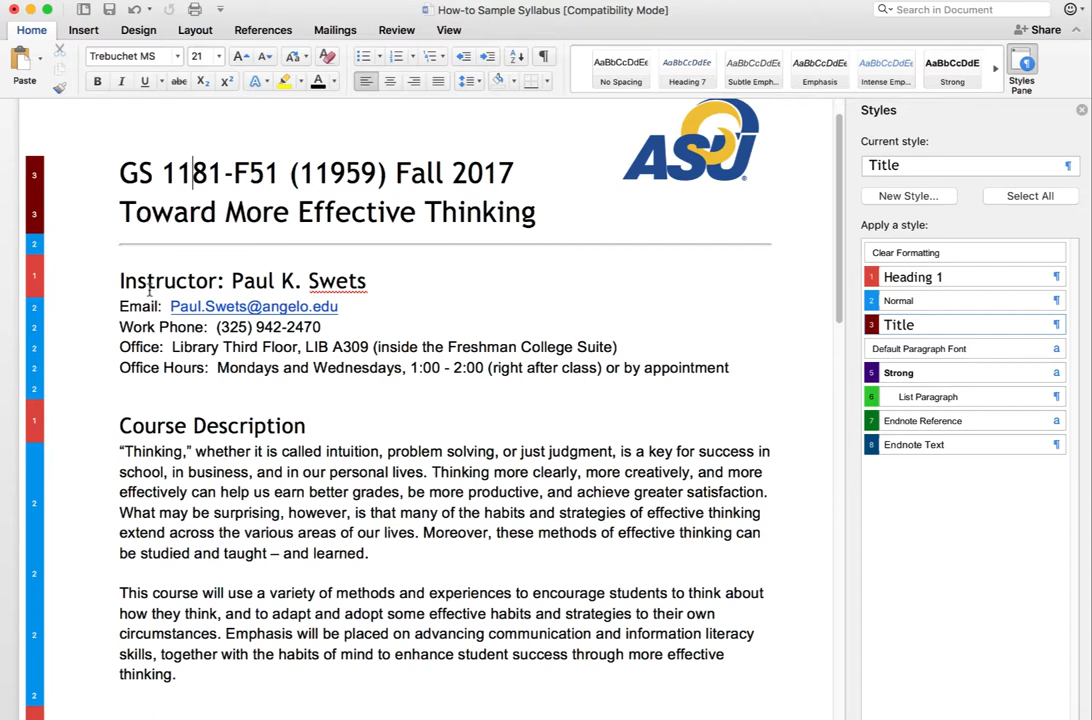 How-to Sample Syllabus [Compatibility Mode]
Search in Document
Home Insert Design Layout References Mailings Review View
Share
Paste
Trebuchet MS 21
No Spacing Heading 7 Subtle Emph... Emphasis Intense Emp... Strong
AaBbCcDdEe AaBbCcDdEe AaBbCcDdEe AaBbCcDdEe AaBbCcDdEe AaBbCcDdE
Styles Pane
ASU
GS 1181-F51 (11959) Fall 2017
Toward More Effective Thinking
Instructor: Paul K. Swets
Email: Paul.Swets@angelo.edu
Work Phone: (325) 942-2470
Office: Library Third Floor, LIB A309 (inside the Freshman College Suite)
Office Hours: Mondays and Wednesdays, 1:00 - 2:00 (right after class) or by appointment
Course Description
“Thinking,” whether it is called intuition, problem solving, or just judgment, is a key for success in
school, in business, and in our personal lives. Thinking more clearly, more creatively, and more
effectively can help us earn better grades, be more productive, and achieve greater satisfaction.
What may be surprising, however, is that many of the habits and strategies of effective thinking
extend across the various areas of our lives. Moreover, these methods of effective thinking can
be studied and taught – and learned.
This course will use a variety of methods and experiences to encourage students to think about
how they think, and to adapt and adopt some effective habits and strategies to their own
circumstances. Emphasis will be placed on advancing communication and information literacy
skills, together with the habits of mind to enhance student success through more effective
thinking.
Styles
Current style:
Title
New Style... Select All
Apply a style:
Clear Formatting
1 Heading 1
2 Normal
3 Title
Default Paragraph Font a
5 Strong a
6 List Paragraph
7 Endnote Reference a
8 Endnote Text